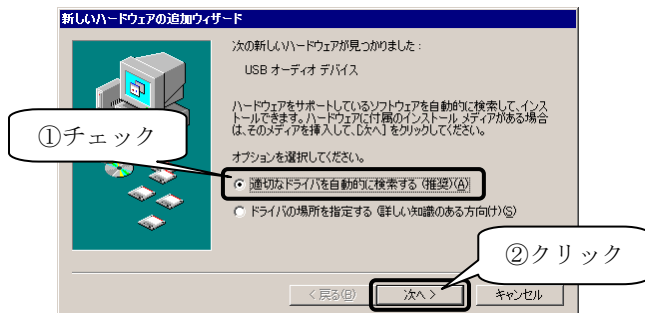 新しいハードウェアの追加ウィザード
次の新しいハードウェアが見つかりました:
USB オーディオ デバイス
ハードウェアをサポートしているソフトウェアを自動的に検索して、インス
トールできます。ハードウェアに付属のインストール メディアがある場合
は、そのメディアを挿入して、[次へ] をクリックしてください。
①チェック
オプションを選択してください。
適切なドライバを自動的に検索する (推奨)(A)
ドライバの場所を指定する (詳しい知識のある方向け)(S)
②クリック
< 戻る(B)
次へ >
キャンセル